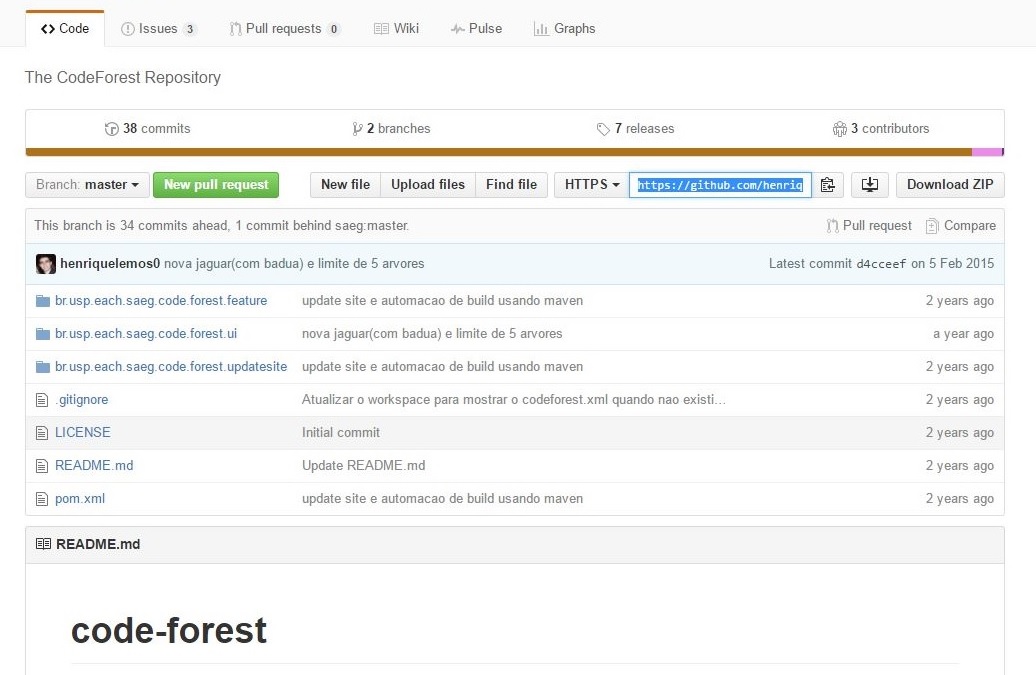 Code Issues 3 Pull requests 0 Wiki Pulse Graphs
The CodeForest Repository
38 commits 2 branches 7 releases 3 contributors
Branch: master New pull request New file Upload files Find file HTTPS https://github.com/henriq Download ZIP
This branch is 34 commits ahead, 1 commit behind saeg:master. Pull request Compare
henriquelemos0 nova jaguar(com badua) e limite de 5 arvores Latest commit d4cceef on 5 Feb 2015
br.usp.each.saeg.code.forest.feature update site e automacao de build usando maven 2 years ago
br.usp.each.saeg.code.forest.ui nova jaguar(com badua) e limite de 5 arvores a year ago
br.usp.each.saeg.code.forest.updatesite update site e automacao de build usando maven 2 years ago
.gitignore Atualizar o workspace para mostrar o codeforest.xml quando nao existi… 2 years ago
LICENSE Initial commit 2 years ago
README.md Update README.md 2 years ago
pom.xml update site e automacao de build usando maven 2 years ago
README.md
code-forest